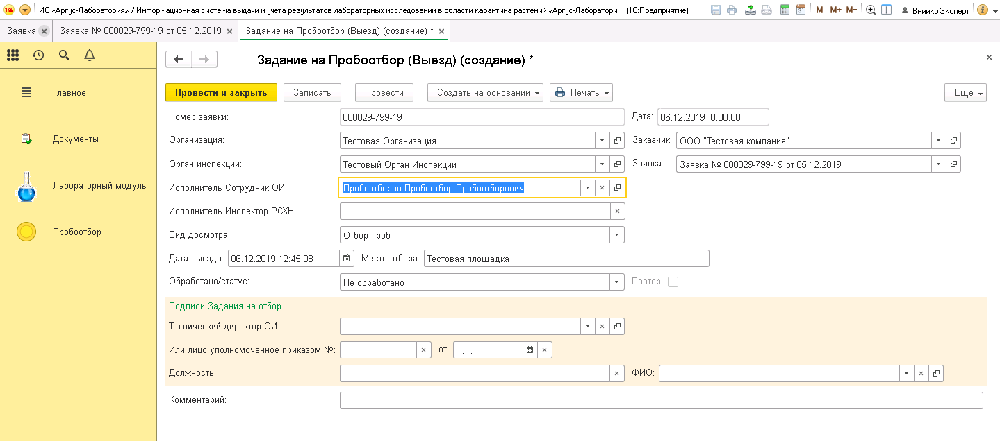 ИС «Аргус-Лаборатория» / Информационная система выдачи и учета результатов лабораторных исследований в области карантина растений «Аргус-Лаборатори .. (1С:Предприятие) M M+ M- Вниикр Эксперт
Заявка × Заявка № 000029-799-19 от 05.12.2019 × Задание на Пробоотбор (Выезд) (создание) * ×
Задание на Пробоотбор (Выезд) (создание) *
Главное
Документы
Лабораторный модуль
Пробоотбор
Провести и закрыть Записать Провести Создать на основании Печать Еще
Номер заявки: 000029-799-19 Дата: 06.12.2019 0:00:00
Организация: Тестовая Организация Заказчик: ООО "Тестовая компания"
Орган инспекции: Тестовый Орган Инспекции Заявка: Заявка № 000029-799-19 от 05.12.2019
Исполнитель Сотрудник ОИ: Пробоотборов Пробоотбор Пробоотборович
Исполнитель Инспектор РСХН:
Вид досмотра: Отбор проб
Дата выезда: 06.12.2019 12:45:08 Место отбора: Тестовая площадка
Обработано/статус: Не обработано Повтор:
Подписи Задания на отбор
Технический директор ОИ:
Или лицо уполномоченное приказом №: от: . .
Должность: ФИО:
Комментарий: